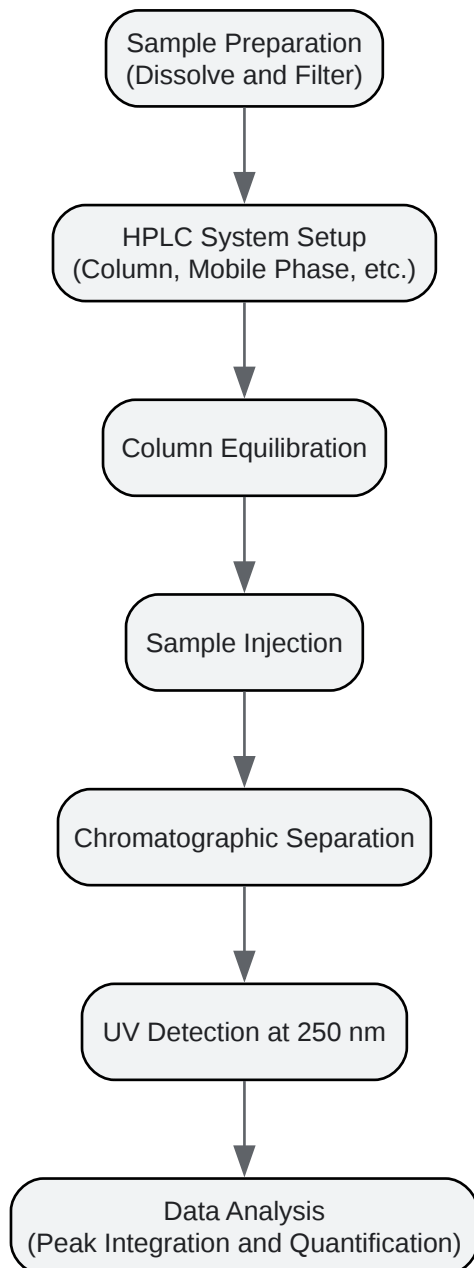 Sample Preparation
(Dissolve and Filter)
HPLC System Setup
(Column, Mobile Phase, etc.)
Column Equilibration
Sample Injection
Chromatographic Separation
UV Detection at 250 nm
Data Analysis
(Peak Integration and Quantification)